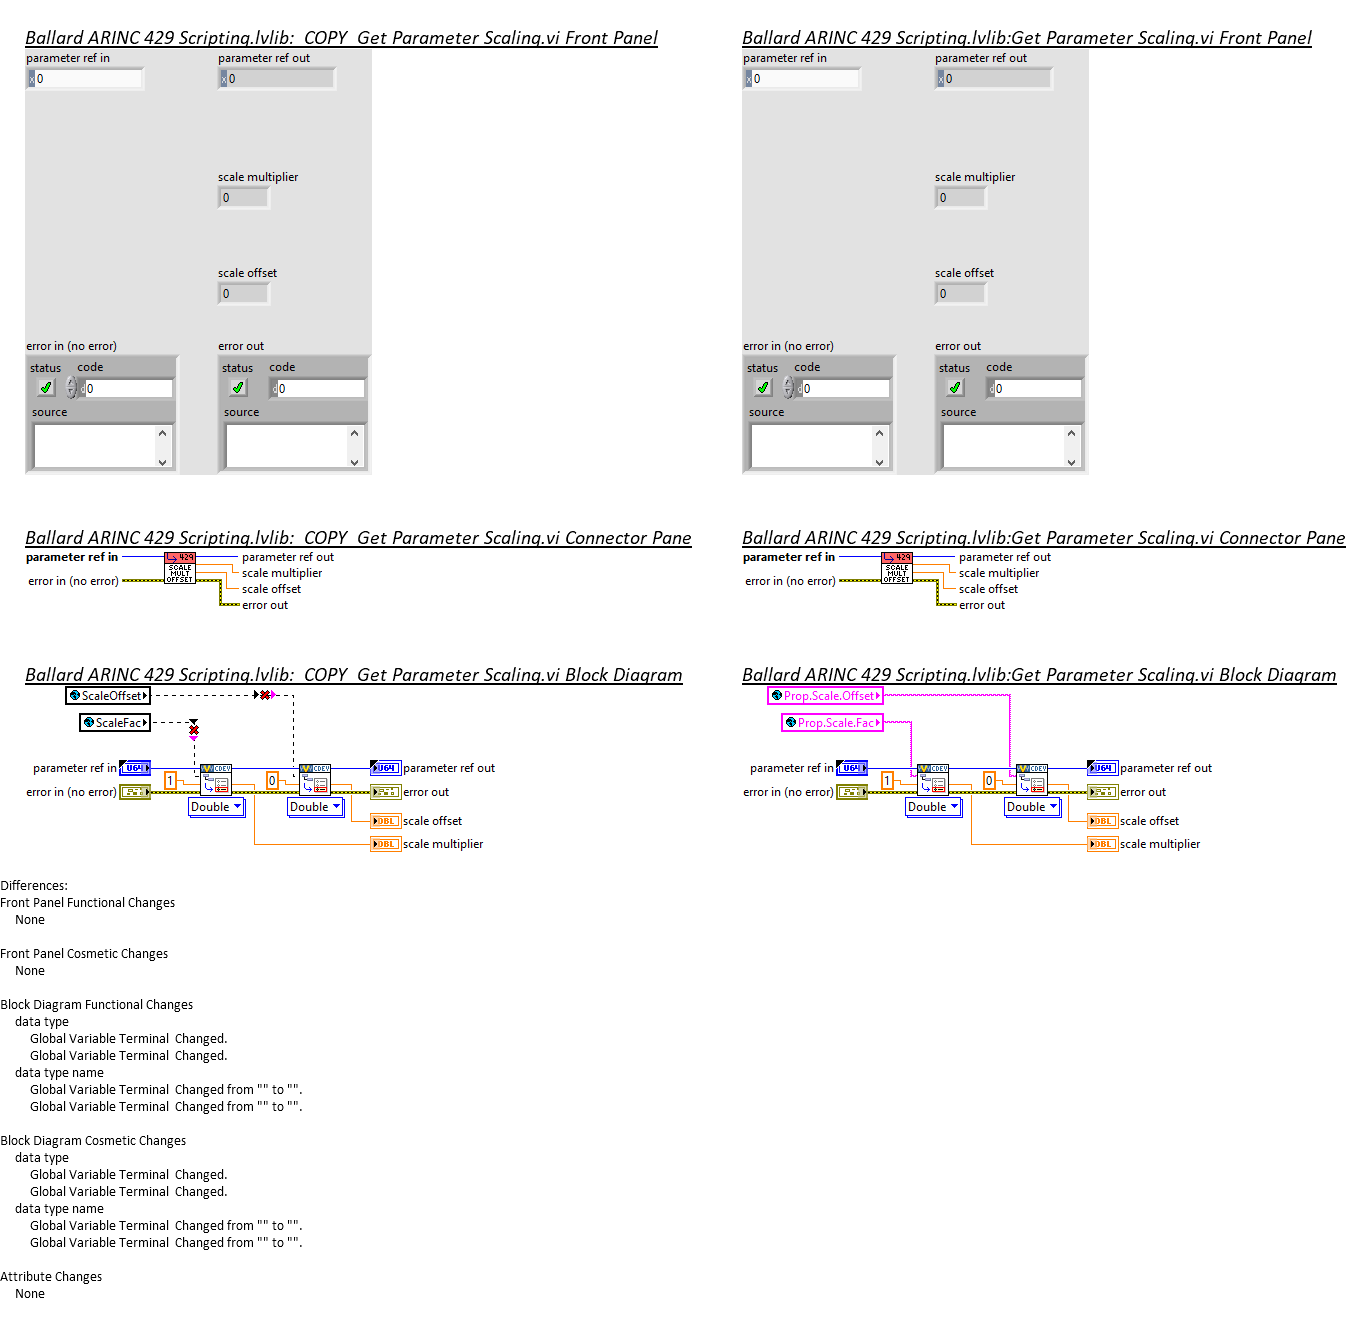 Ballard ARINC 429 Scripting.lvlib:_COPY_Get Parameter Scaling.vi Front Panel
parameter ref in
parameter ref out
x 0
x 0
scale multiplier
0
scale offset
0
error in (no error)
error out
status code
status code
d 0
d 0
source
source
Ballard ARINC 429 Scripting.lvlib:Get Parameter Scaling.vi Front Panel
parameter ref in
parameter ref out
x 0
x 0
scale multiplier
0
scale offset
0
error in (no error)
error out
status code
status code
d 0
d 0
source
source
Ballard ARINC 429 Scripting.lvlib:_COPY_Get Parameter Scaling.vi Connector Pane
parameter ref in
error in (no error)
429
SCALE
MULT
OFFSET
parameter ref out
scale multiplier
scale offset
error out
Ballard ARINC 429 Scripting.lvlib:Get Parameter Scaling.vi Connector Pane
parameter ref in
error in (no error)
429
SCALE
MULT
OFFSET
parameter ref out
scale multiplier
scale offset
error out
Ballard ARINC 429 Scripting.lvlib:_COPY_Get Parameter Scaling.vi Block Diagram
ScaleOffset
ScaleFac
parameter ref in
U64
CDEV
CDEV
U64
parameter ref out
1
0
error in (no error)
error out
Double
Double
DBL
scale offset
DBL
scale multiplier
Ballard ARINC 429 Scripting.lvlib:Get Parameter Scaling.vi Block Diagram
Prop.Scale.Offset
Prop.Scale.Fac
parameter ref in
U64
CDEV
CDEV
U64
parameter ref out
1
0
error in (no error)
error out
Double
Double
DBL
scale offset
DBL
scale multiplier
Differences:
Front Panel Functional Changes
None
Front Panel Cosmetic Changes
None
Block Diagram Functional Changes
data type
Global Variable Terminal  Changed.
Global Variable Terminal  Changed.
data type name
Global Variable Terminal  Changed from "" to "".
Global Variable Terminal  Changed from "" to "".
Block Diagram Cosmetic Changes
data type
Global Variable Terminal  Changed.
Global Variable Terminal  Changed.
data type name
Global Variable Terminal  Changed from "" to "".
Global Variable Terminal  Changed from "" to "".
Attribute Changes
None